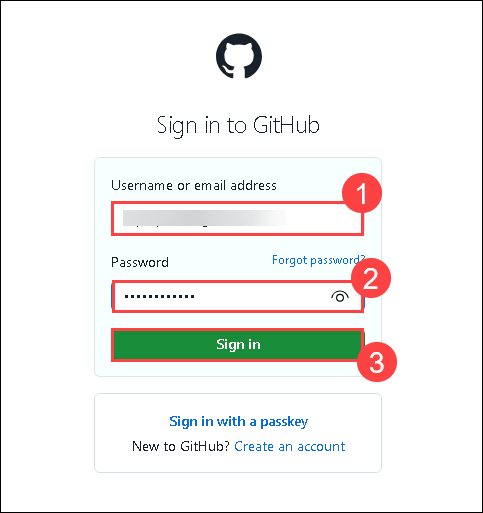 Sign in to GitHub
Username or email address
1
Password
Forgot password?
2
••••••••••••
Sign in
3
Sign in with a passkey
New to GitHub? Create an account